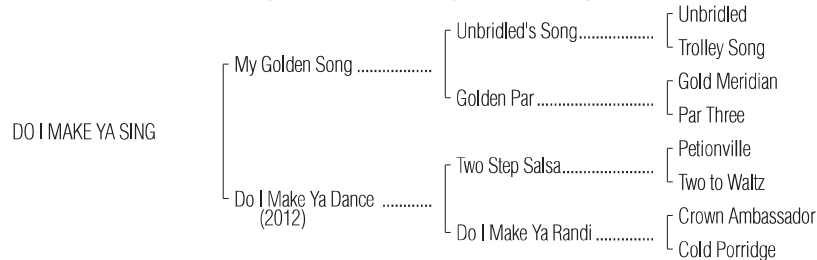 Unbridled
Unbridled's Song
Trolley Song
My Golden Song
Gold Meridian
Golden Par
Par Three
DO I MAKE YA SING
Petionville
Two Step Salsa
Two to Waltz
Do I Make Ya Dance
(2012)
Crown Ambassador
Do I Make Ya Randi
Cold Porridge